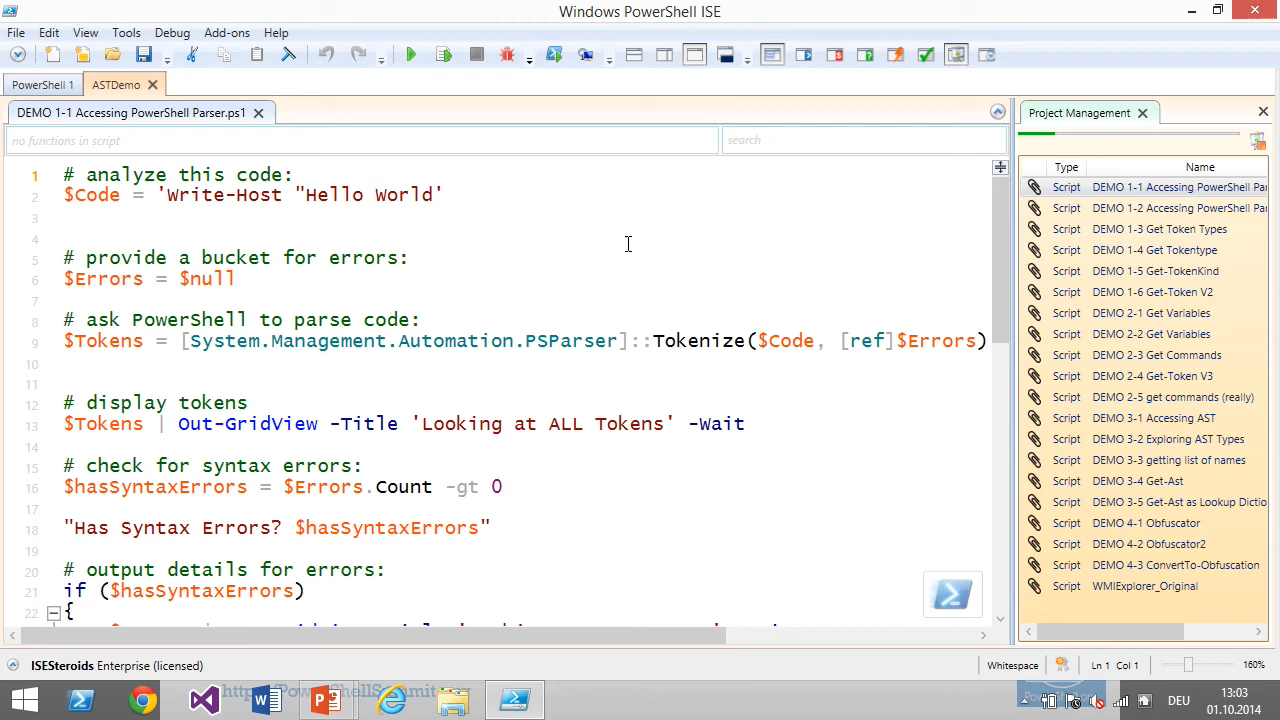 Windows PowerShell ISE
File Edit View Tools Debug Add-ons Help
PowerShell 1 ASTDemo
DEMO 1-1 Accessing PowerShell Parser.ps1
no functions in script
search
1 # analyze this code:
2 $Code = 'Write-Host "Hello World'
3
4
5 # provide a bucket for errors:
6 $Errors = $null
7
8 # ask PowerShell to parse code:
9 $Tokens = [System.Management.Automation.PSParser]::Tokenize($Code, [ref]$Errors)
10
11
12 # display tokens
13 $Tokens | Out-GridView -Title 'Looking at ALL Tokens' -Wait
14
15 # check for syntax errors:
16 $hasSyntaxErrors = $Errors.Count -gt 0
17
18 "Has Syntax Errors? $hasSyntaxErrors"
19
20 # output details for errors:
21 if ($hasSyntaxErrors)
22 {
Project Management
Type Name
Script DEMO 1-1 Accessing PowerShell Par
Script DEMO 1-2 Accessing PowerShell Par
Script DEMO 1-3 Get Token Types
Script DEMO 1-4 Get Tokentype
Script DEMO 1-5 Get-TokenKind
Script DEMO 1-6 Get-Token V2
Script DEMO 2-1 Get Variables
Script DEMO 2-2 Get Variables
Script DEMO 2-3 Get Commands
Script DEMO 2-4 Get-Token V3
Script DEMO 2-5 get commands (really)
Script DEMO 3-1 Accessing AST
Script DEMO 3-2 Exploring AST Types
Script DEMO 3-3 getting list of names
Script DEMO 3-4 Get-Ast
Script DEMO 3-5 Get-Ast as Lookup Dictio
Script DEMO 4-1 Obfuscator
Script DEMO 4-2 Obfuscator2
Script DEMO 4-3 ConvertTo-Obfuscation
Script WMIExplorer_Original
ISESteroids Enterprise (licensed)
Whitespace Ln 1 Col 1 160%
DEU 13:03
01.10.2014